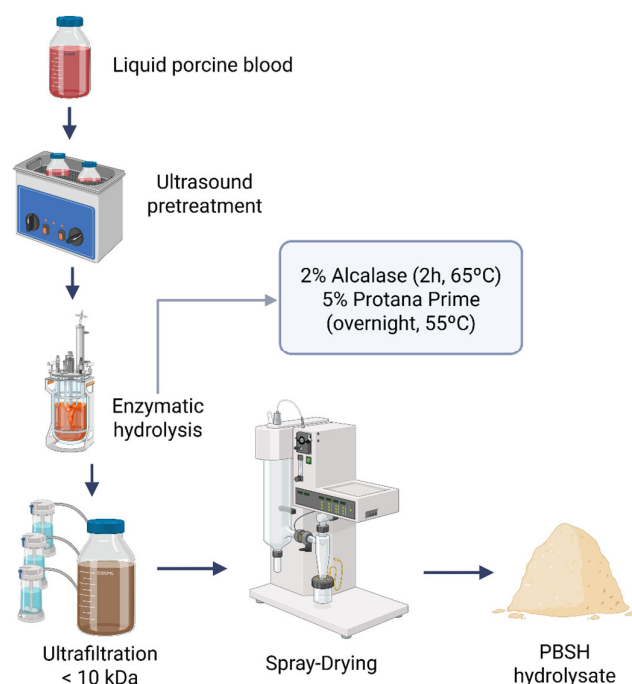 Liquid porcine blood
Ultrasound
pretreatment
2% Alcalase (2h, 65ºC)
5% Protana Prime
(overnight, 55ºC)
Enzymatic
hydrolysis
Ultrafiltration
< 10 kDa
Spray-Drying
PBSH
hydrolysate